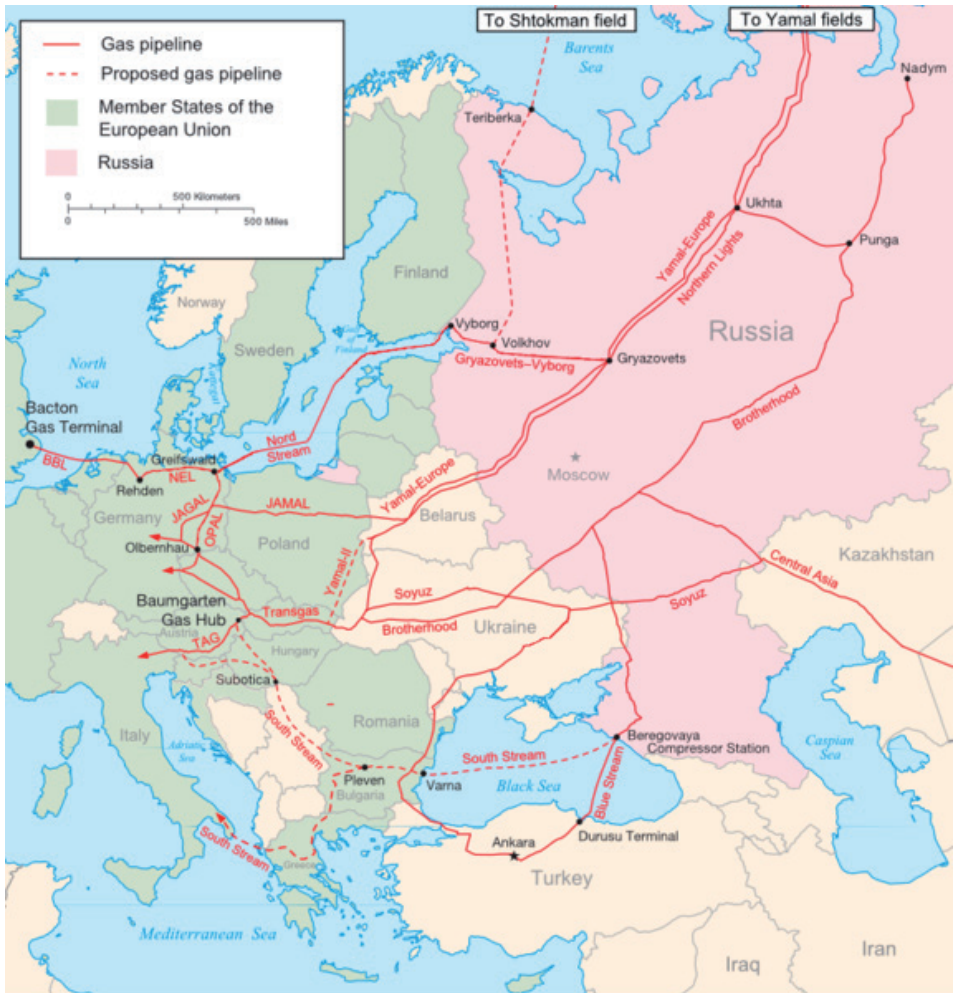 To Shtokman field
To Yamal fields
Gas pipeline
Proposed gas pipeline
Member States of the
European Union
Russia
0
500 Kilometers
0
500 Miles
Barents
Sea
Nadym
Teriberka
Ukhta
Punga
Yamal-Europe
Northern Lights
Finland
Norway
Sweden
Gulf
of
Finland
Vyborg
Volkhov
Gryazovets
Gryazovets–Vyborg
Russia
North
Sea
Kattegat
Bacton
Gas Terminal
BBL
Greifswald
Nord
Stream
NEL
Rehden
Brotherhood
Moscow
Yamal-Europe
Belarus
JAMAL
JAGAL
OPAL
Germany
Poland
Olbernhau
Yamal-II
Kazakhstan
Central Asia
Soyuz
Soyuz
Baumgarten
Gas Hub
Transgas
Brotherhood
Ukraine
Austria
TAG
Hungary
Subotica
Romania
Italy
Adriatic
Sea
South Stream
Beregovaya
Compressor Station
Caspian
Sea
South Stream
Pleven
Bulgaria
Varna
Black Sea
Blue Stream
Durusu Terminal
Ankara
South Stream
Greece
Turkey
Mediterranean Sea
Iraq
Iran